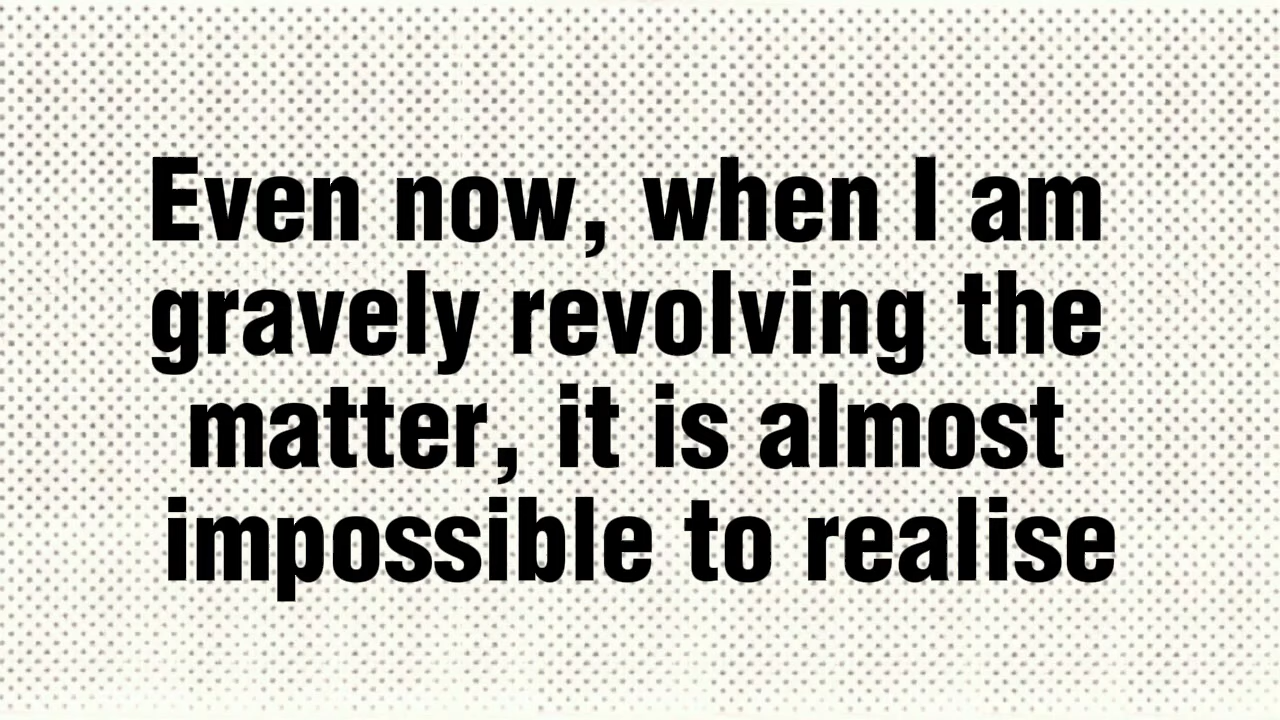 Even now, when I am
gravely revolving the
matter, it is almost
impossible to realise